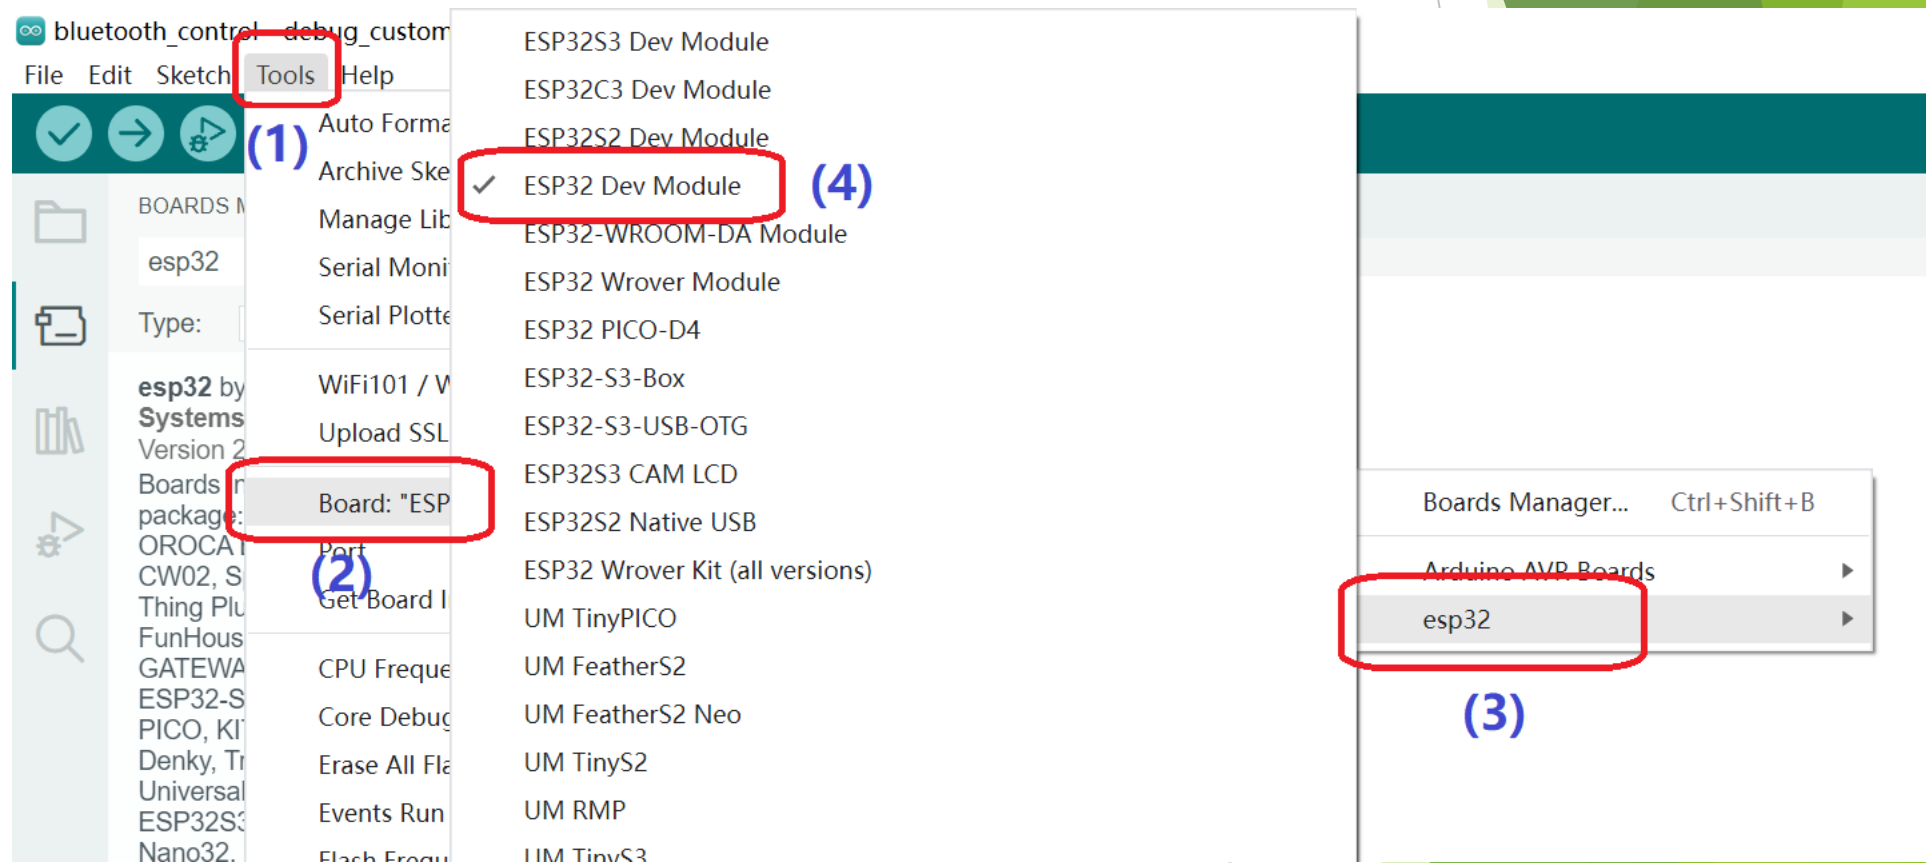 bluetooth_control debug_custom
File Edit Sketch Tools Help
(1)
BOARDS
esp32
Type:
esp32 by
Systems
Version 2
Boards
package:
OROCA
CW02, S
Thing Plu
FunHous
GATEWA
ESP32-S
PICO, KI
Denky, Tr
Universal
ESP32S3
Nano32,
Auto Forma
Archive Ske
Manage Lib
Serial Moni
Serial Plotte
WiFi101 / W
Upload SSL
Board: "ESP
Port
(2)
Get Board I
CPU Freque
Core Debug
Erase All Fla
Events Run
Flash Frequ
ESP32S3 Dev Module
ESP32C3 Dev Module
ESP32S2 Dev Module
ESP32 Dev Module
(4)
ESP32-WROOM-DA Module
ESP32 Wrover Module
ESP32 PICO-D4
ESP32-S3-Box
ESP32-S3-USB-OTG
ESP32S3 CAM LCD
ESP32S2 Native USB
ESP32 Wrover Kit (all versions)
UM TinyPICO
UM FeatherS2
UM FeatherS2 Neo
UM TinyS2
UM RMP
UM TinyS3
Boards Manager... Ctrl+Shift+B
Arduino AVR Boards
esp32
(3)